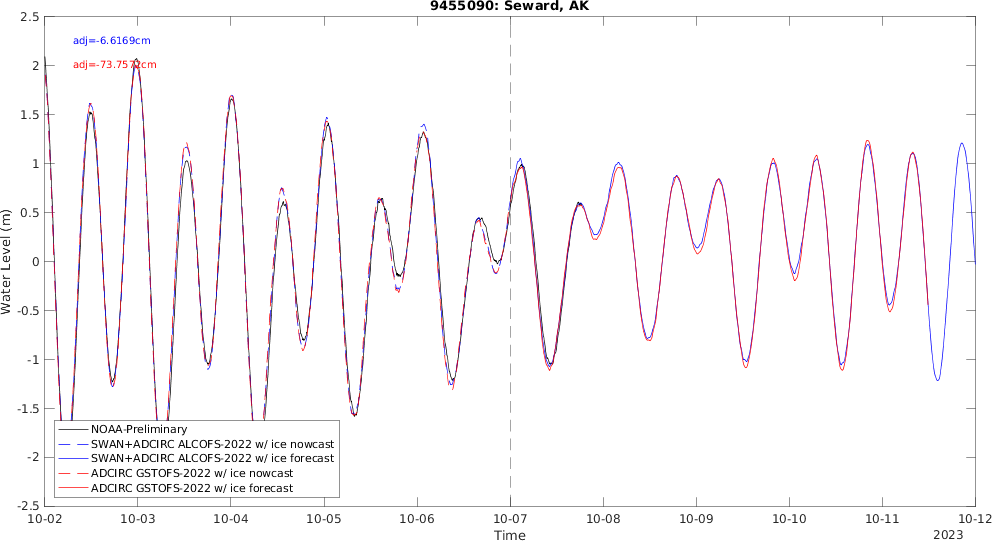 9455090: Seward, AK
2.5
adj=-6.6169cm
2
adj=-73.7572cm
1.5
1
0.5
0
-0.5
-1
-1.5
-2
-2.5
Water Level (m)
NOAA-Preliminary
SWAN+ADCIRC ALCOFS-2022 w/ ice nowcast
SWAN+ADCIRC ALCOFS-2022 w/ ice forecast
ADCIRC GSTOFS-2022 w/ ice nowcast
ADCIRC GSTOFS-2022 w/ ice forecast
10-02 10-03 10-04 10-05 10-06 10-07 10-08 10-09 10-10 10-11 10-12
Time
2023